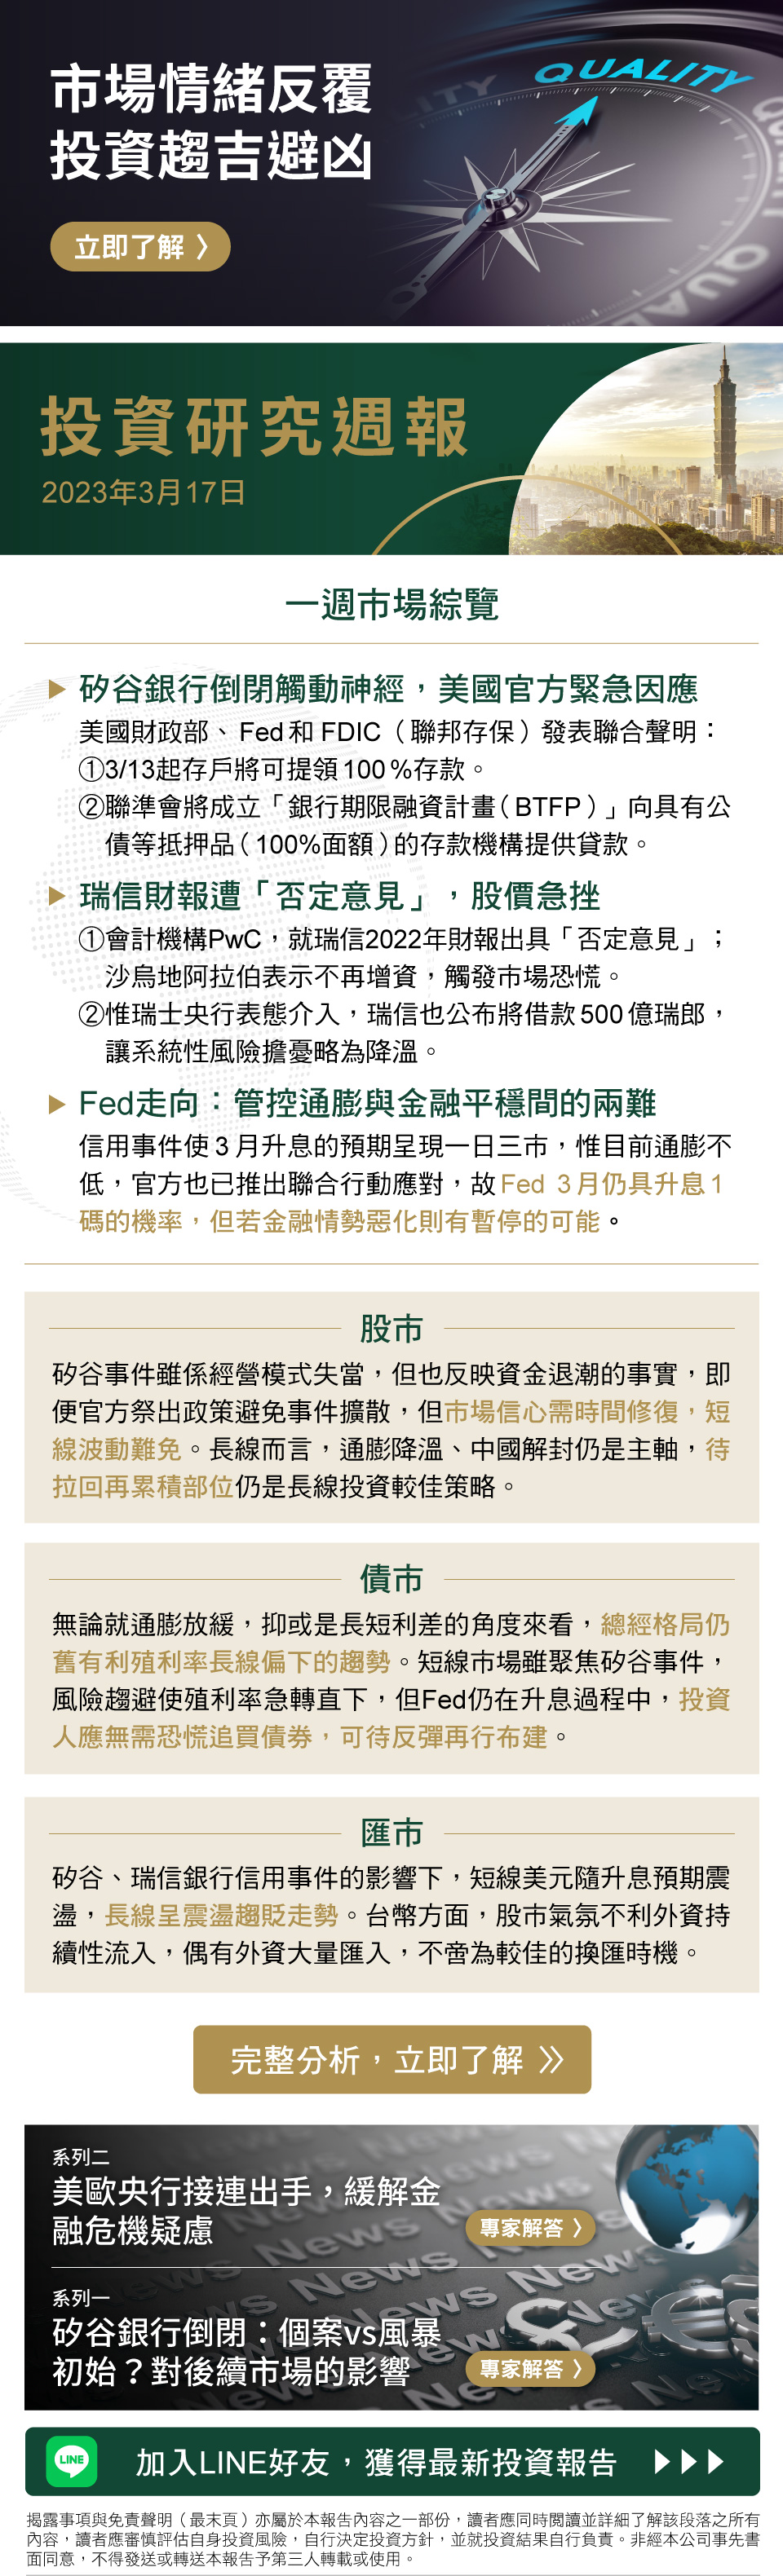 市場情緒反覆
投資趨吉避凶
QUALITY
立即了解 〉
投資研究週報
2023年3月17日
一週市場綜覽
▶ 矽谷銀行倒閉觸動神經，美國官方緊急因應
美國財政部、Fed 和 FDIC（聯邦存保）發表聯合聲明：
①3/13起存戶將可提領 100 %存款。
②聯準會將成立「銀行期限融資計畫（BTFP）」向具有公
債等抵押品（100%面額）的存款機構提供貸款。
▶ 瑞信財報遭「否定意見」，股價急挫
①會計機構PwC，就瑞信2022年財報出具「否定意見」；
沙烏地阿拉伯表示不再增資，觸發市場恐慌。
②惟瑞士央行表態介入，瑞信也公布將借款 500 億瑞郎，
讓系統性風險擔憂略為降溫。
▶ Fed走向：管控通膨與金融平穩間的兩難
信用事件使 3 月升息的預期呈現一日三市，惟目前通膨不
低，官方也已推出聯合行動應對，故 Fed 3 月仍具升息 1
碼的機率，但若金融情勢惡化則有暫停的可能。
股市
矽谷事件雖係經營模式失當，但也反映資金退潮的事實，即
便官方祭出政策避免事件擴散，但市場信心需時間修復，短
線波動難免。長線而言，通膨降溫、中國解封仍是主軸，待
拉回再累積部位仍是長線投資較佳策略。
債市
無論就通膨放緩，抑或是長短利差的角度來看，總經格局仍
舊有利殖利率長線偏下的趨勢。短線市場雖聚焦矽谷事件，
風險趨避使殖利率急轉直下，但Fed仍在升息過程中，投資
人應無需恐慌追買債券，可待反彈再行布建。
匯市
矽谷、瑞信銀行信用事件的影響下，短線美元隨升息預期震
盪，長線呈震盪趨貶走勢。台幣方面，股市氣氛不利外資持
續性流入，偶有外資大量匯入，不啻為較佳的換匯時機。
完整分析，立即了解 》
系列二
美歐央行接連出手，緩解金
融危機疑慮
專家解答 〉
系列一
矽谷銀行倒閉：個案vs風暴
初始？對後續市場的影響
專家解答 〉
LINE 加入LINE好友，獲得最新投資報告 ▶▶▶
揭露事項與免責聲明（最末頁）亦屬於本報告內容之一部份，讀者應同時閱讀並詳細了解該段落之所有
內容，讀者應審慎評估自身投資風險，自行決定投資方針，並就投資結果自行負責。非經本公司事先書
面同意，不得發送或轉送本報告予第三人轉載或使用。